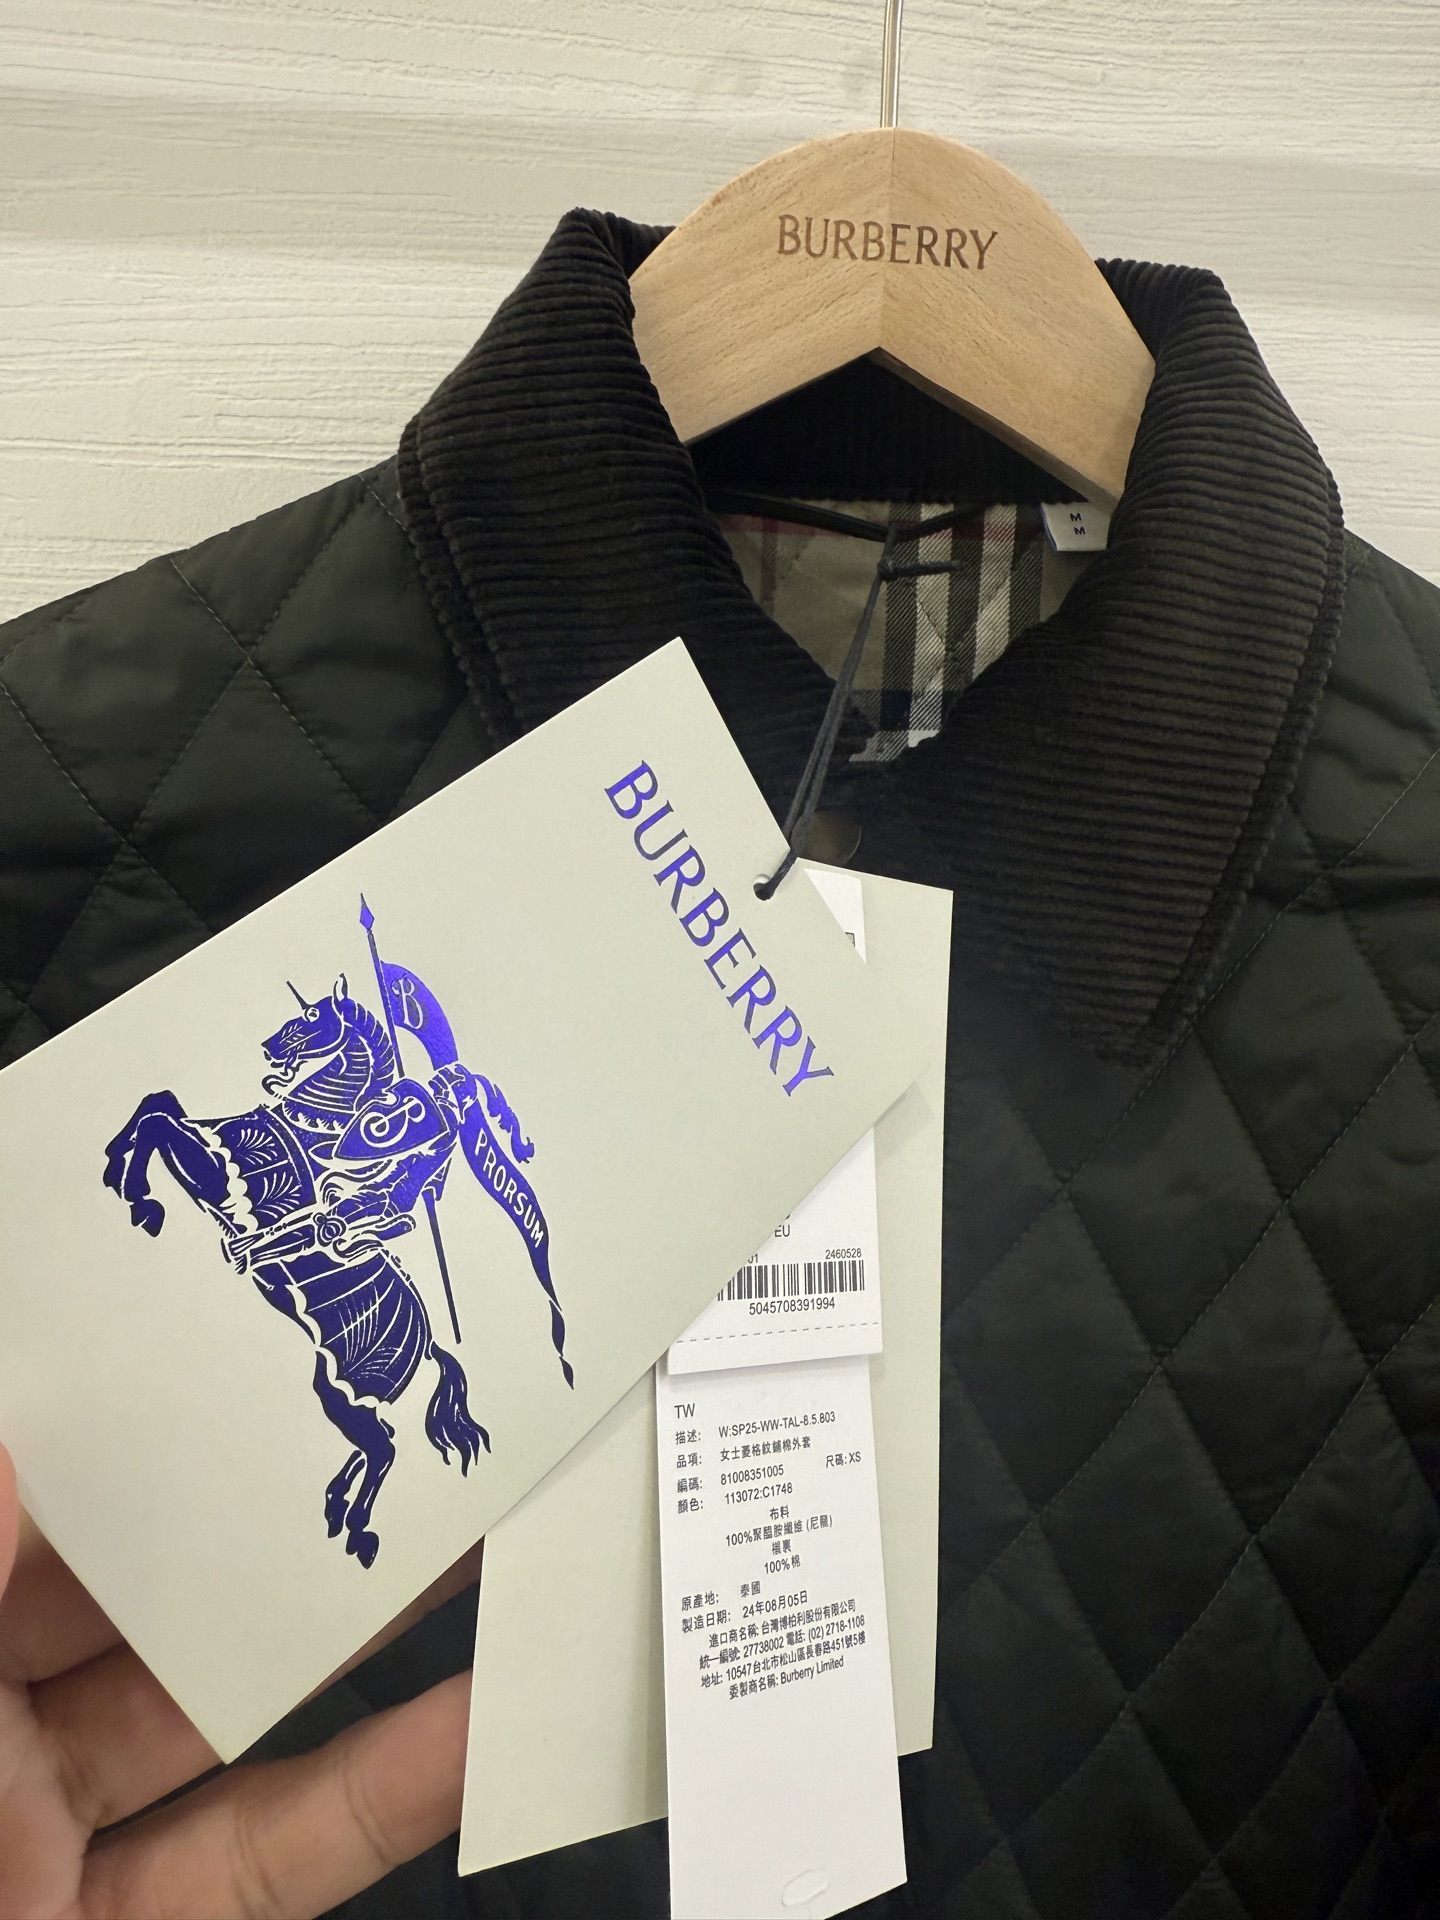 BURBERRY
M
M
BURBERRY
B
PRORSUM
EU
01 2460528
5045708391994
TW
描述: W:SP25-WW-TAL-8.5.803
品項: 女士菱格紋鋪棉外套
編碼: 81008351005 尺碼: XS
顏色: 113072:C1748
布料
100%聚醯胺纖維 (尼龍)
襯裏
100%棉
原產地: 泰國
製造日期: 24年08月05日
進口商名稱: 台灣博柏利股份有限公司
統一編號: 27738002 電話: (02) 2718-1108
地址: 10547台北市松山區長春路451號5樓
委製商名稱: Burberry Limited